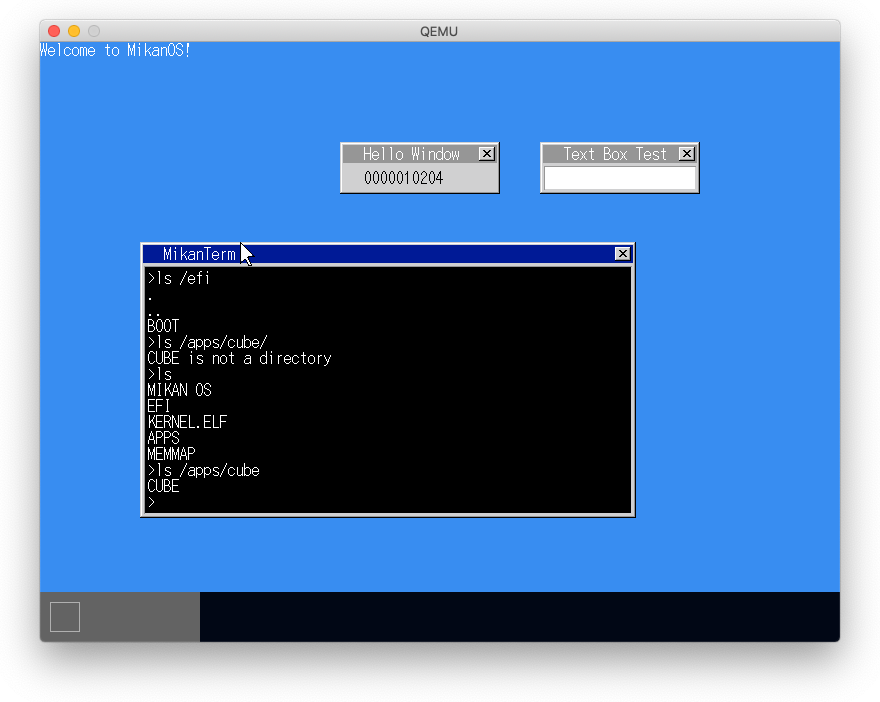 QEMU
Welcome to MikanOS!
Hello Window
0000010204
Text Box Test
MikanTerm
>ls /efi
.
..
BOOT
>ls /apps/cube/
CUBE is not a directory
>ls
MIKAN OS
EFI
KERNEL.ELF
APPS
MEMMAP
>ls /apps/cube
CUBE
>